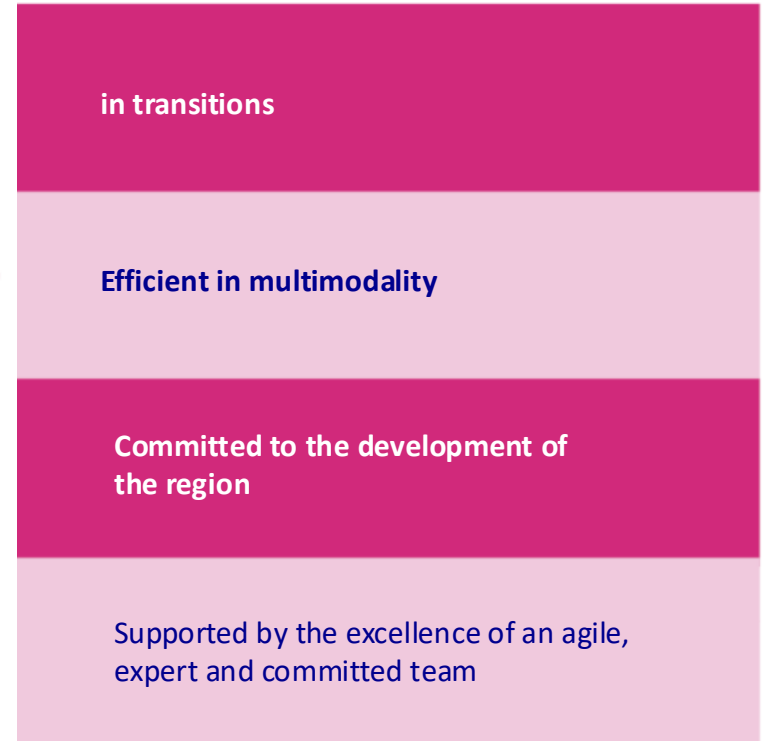 in transitions
Efficient in multimodality
Committed to the development of
the region
Supported by the excellence of an agile,
expert and committed team